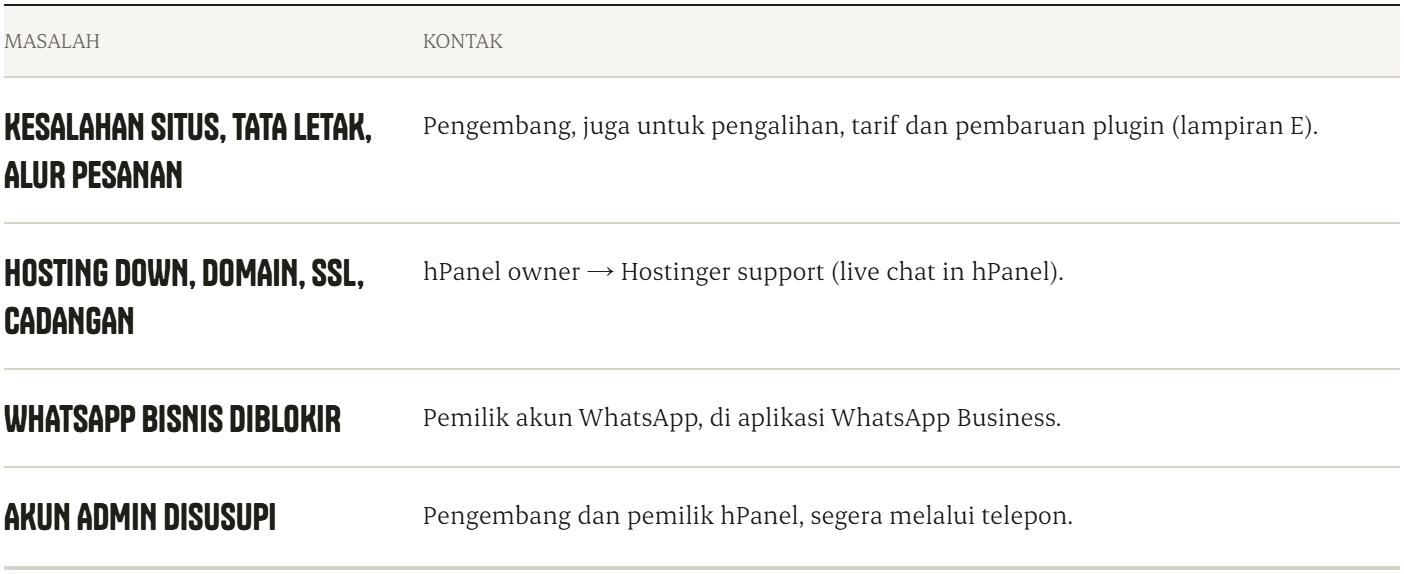 MASALAH KONTAK
KESALAHAN SITUS, TATA LETAK, Pengembang, juga untuk pengalihan, tarif dan pembaruan plugin (lampiran E).
ALUR PESANAN
HOSTING DOWN, DOMAIN, SSL, hPanel owner → Hostinger support (live chat in hPanel).
CADANGAN
WHATSAPP BISNIS DIBLOKIR Pemilik akun WhatsApp, di aplikasi WhatsApp Business.
AKUN ADMIN DISUSUPI Pengembang dan pemilik hPanel, segera melalui telepon.